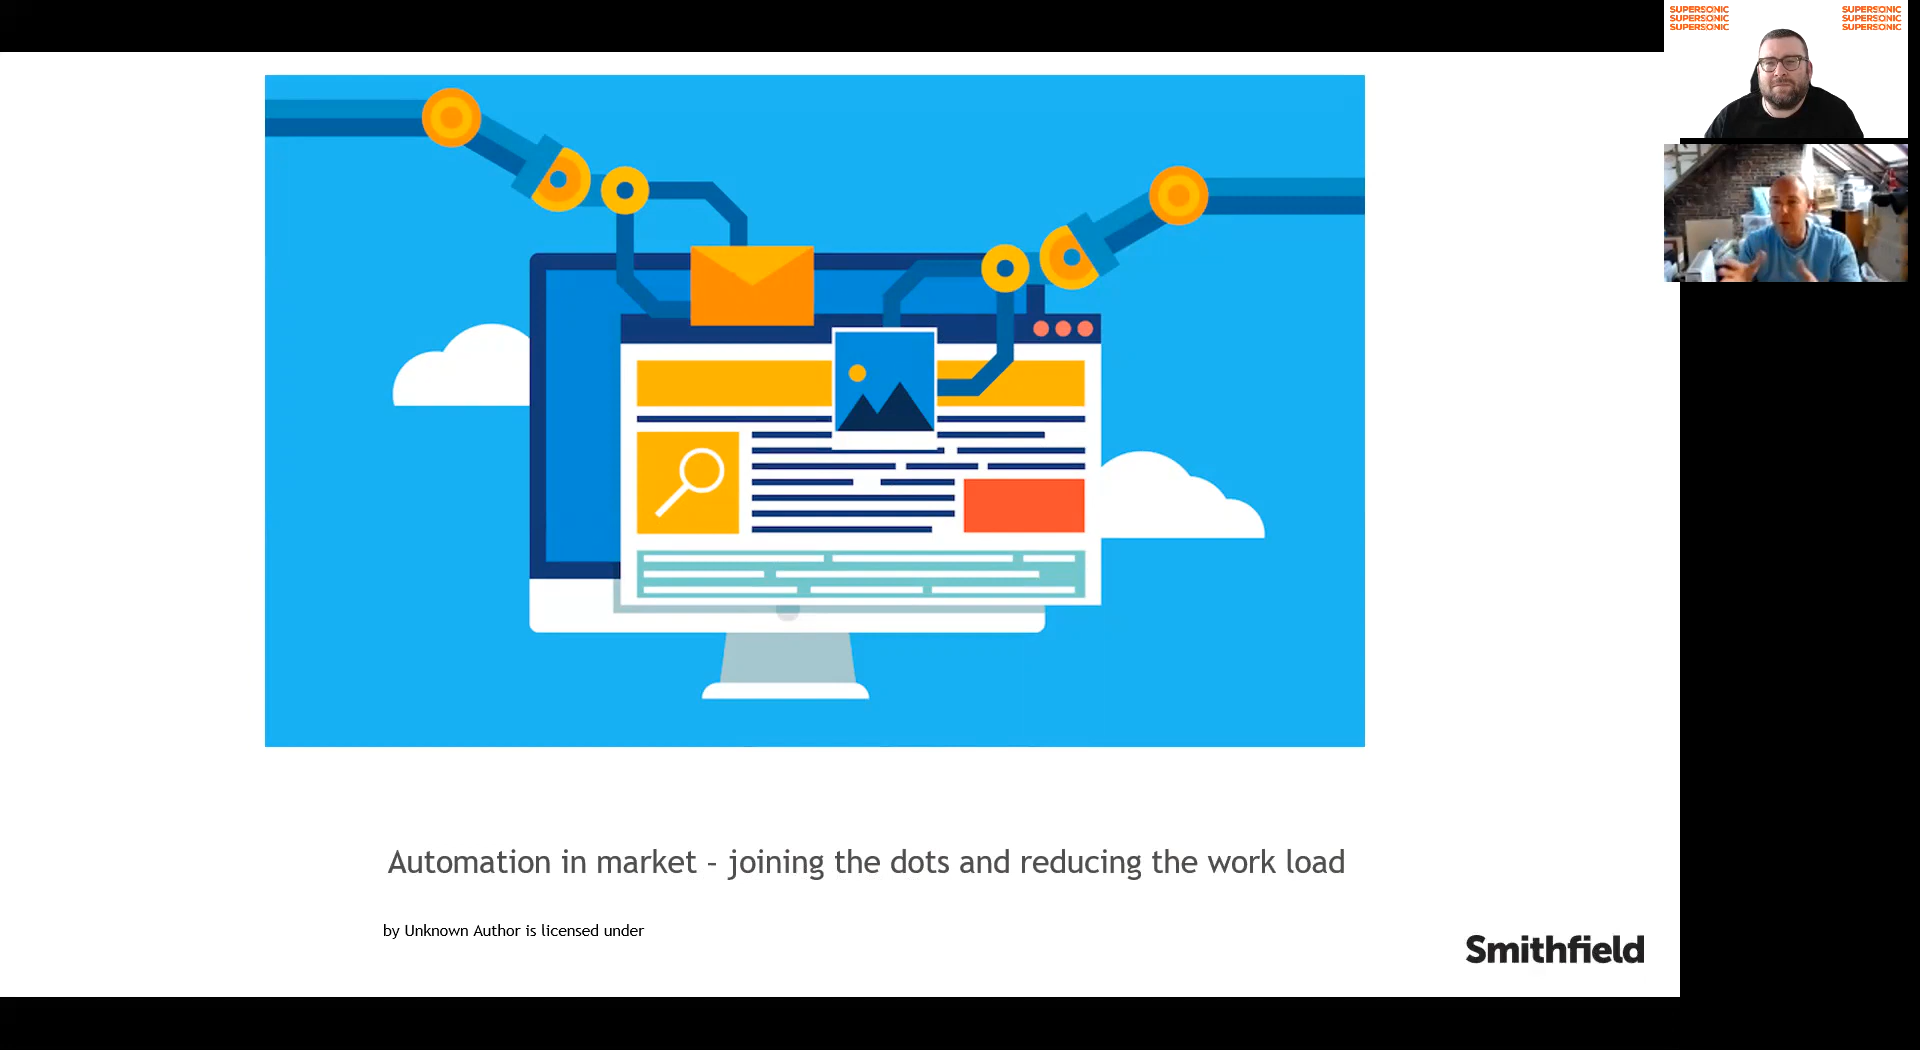 SUPERSONIC SUPERSONIC
SUPERSONIC SUPERSONIC
SUPERSONIC SUPERSONIC
Automation in market – joining the dots and reducing the work load
by Unknown Author is licensed under
Smithfield